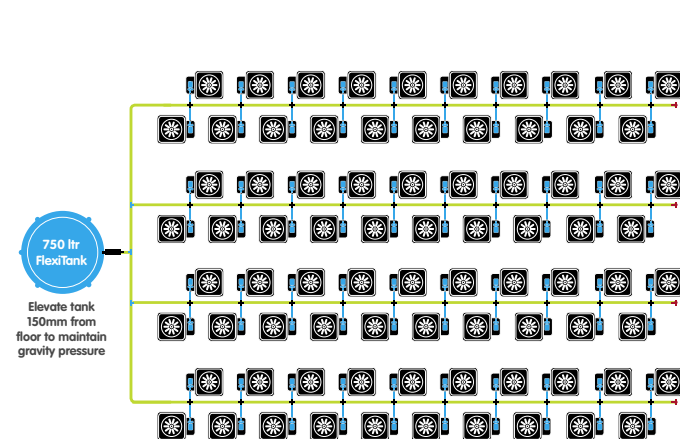 750 ltr
FlexiTank
Elevate tank
150mm from
floor to maintain
gravity pressure